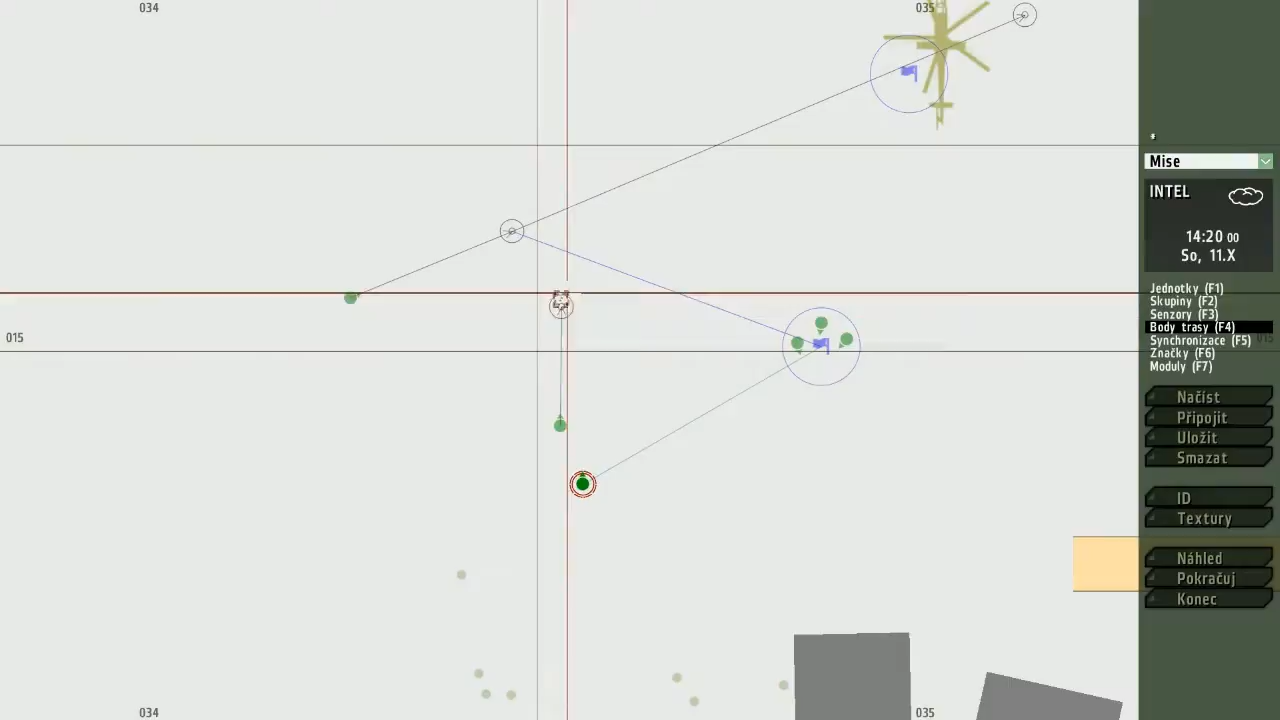 034
035
*
Mise
INTEL
14:20 00
So, 11.X
Jednotky (F1)
Skupiny (F2)
Senzory (F3)
Body trasy (F4)
015
Synchronizace (F5)
015
Značky (F6)
Moduly (F7)
Načíst
Připojit
Uložit
Smazat
ID
Textury
Náhled
Pokračuj
Konec
034
035